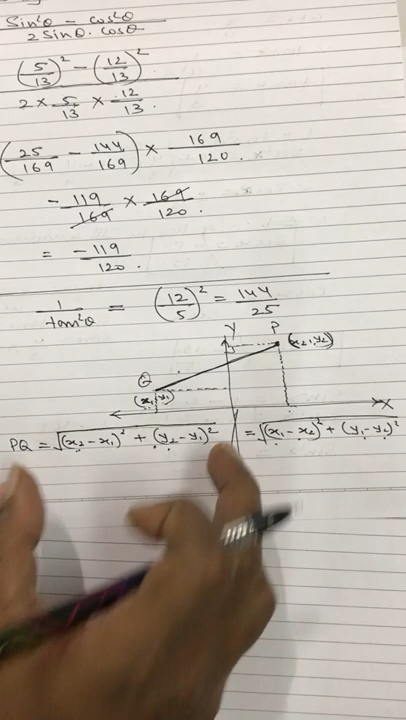 Sin²θ − cos²θ / 2 Sinθ . cosθ
(5/13)² − (12/13)² / 2 × 5/13 × 12/13.
(25/169 − 144/169) × 169/120.
− 119/169 × 169/120.
= −119/120.
1/tan²θ = (12/5)² = 144/25
Y P (x₂,y₂)
Q
(x₁,y₁)
X
PQ = √(x₂−x₁)² + (y₂−y₁)² / = √(x₁−x₂)² + (y₁−y₂)²